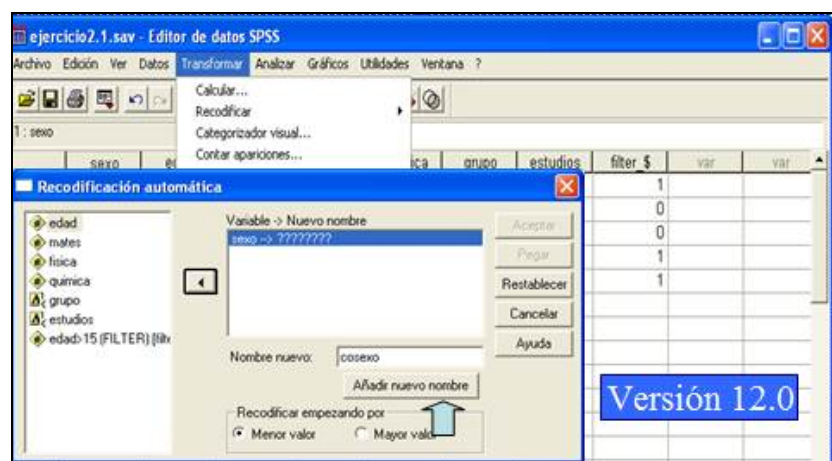 ejercicio2.1.sav - Editor de datos SPSS
Archivo Edición Ver Datos Transformar Analizar Gráficos Utilidades Ventana ?
Calcular...
Recodificar
Categorizador visual...
Contar apariciones...
1 : sexo
sexo grupo estudios filter_$ var var
1
0
0
1
1
Recodificación automática
edad
mates
fisica
quimica
grupo
estudios
edad>15 (FILTER)
Variable -> Nuevo nombre
sexo --> ????????
Nombre nuevo: cosexo
Añadir nuevo nombre
Recodificar empezando por
Menor valor Mayor valor
Aceptar
Pegar
Restablecer
Cancelar
Ayuda
Versión 12.0